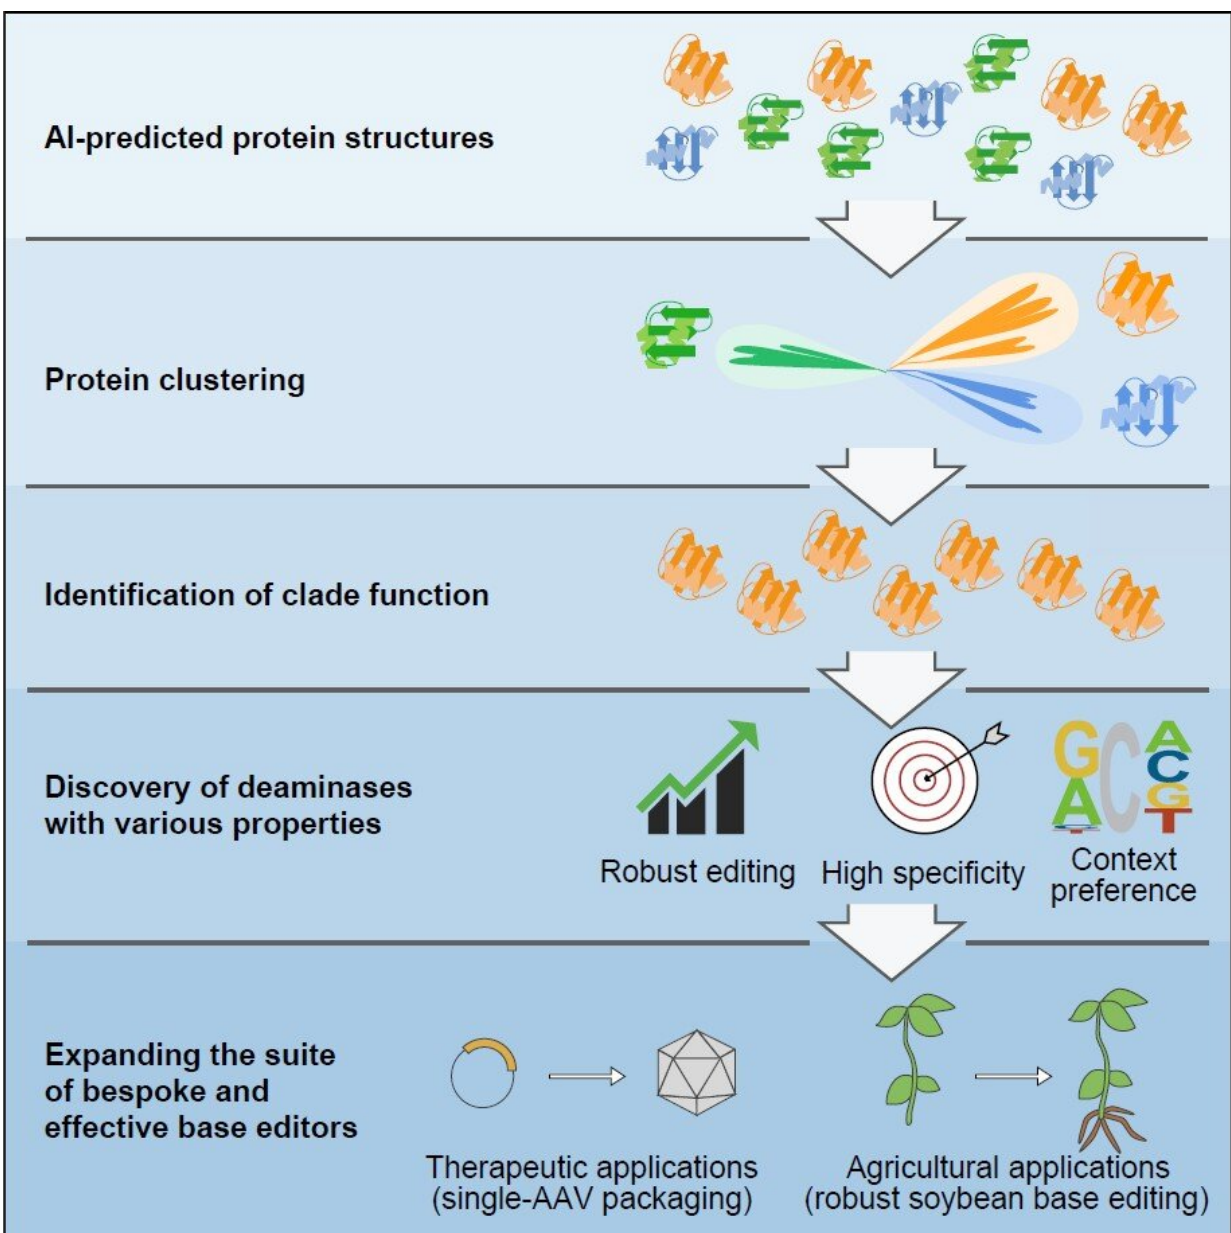 AI-predicted protein structures
Protein clustering
Identification of clade function
Discovery of deaminases
with various properties
Robust editing
High specificity
G
A
C
A
C
G
T
Context
preference
Expanding the suite
of bespoke and
effective base editors
Therapeutic applications
(single-AAV packaging)
Agricultural applications
(robust soybean base editing)